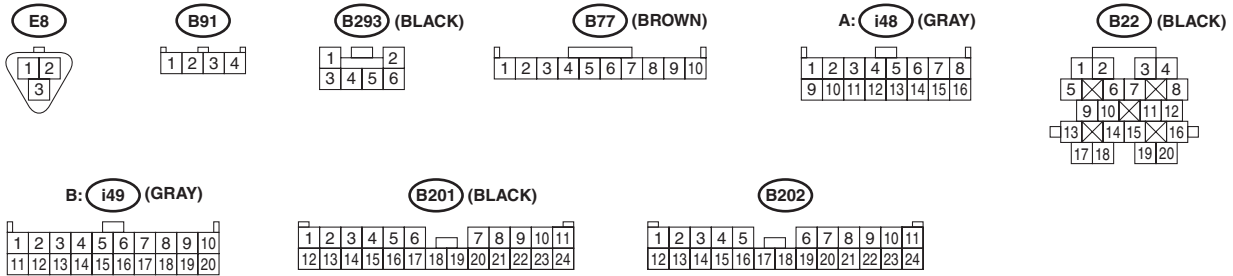 E8
B91
B293 (BLACK)
B77 (BROWN)
A: i48 (GRAY)
B22 (BLACK)
1 2
3
1 2 3 4
1 2
3 4 5 6
1 2 3 4 5 6 7 8 9 10
1 2 3 4 5 6 7 8
9 10 11 12 13 14 15 16
1 2 3 4
5 6 7 8
9 10 11 12
13 14 15 16
17 18 19 20
B: i49 (GRAY)
B201 (BLACK)
B202
1 2 3 4 5 6 7 8 9 10
11 12 13 14 15 16 17 18 19 20
1 2 3 4 5 6 7 8 9 10 11
12 13 14 15 16 17 18 19 20 21 22 23 24
1 2 3 4 5 6 7 8 9 10 11
12 13 14 15 16 17 18 19 20 21 22 23 24